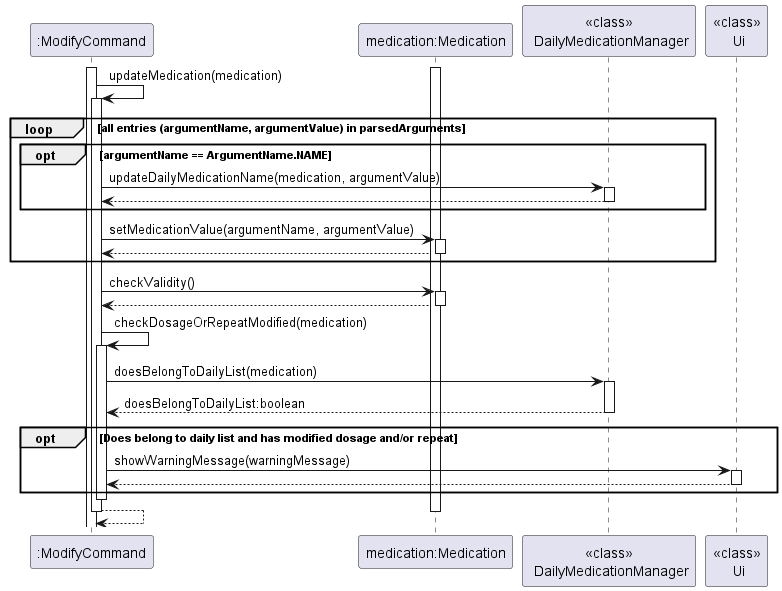 :ModifyCommand
medication:Medication
«class»
DailyMedicationManager
«class»
Ui
updateMedication(medication)
loop [all entries (argumentName, argumentValue) in parsedArguments]
opt [argumentName == ArgumentName.NAME]
updateDailyMedicationName(medication, argumentValue)
setMedicationValue(argumentName, argumentValue)
checkValidity()
checkDosageOrRepeatModified(medication)
doesBelongToDailyList(medication)
doesBelongToDailyList:boolean
opt [Does belong to daily list and has modified dosage and/or repeat]
showWarningMessage(warningMessage)
:ModifyCommand
medication:Medication
«class»
DailyMedicationManager
«class»
Ui